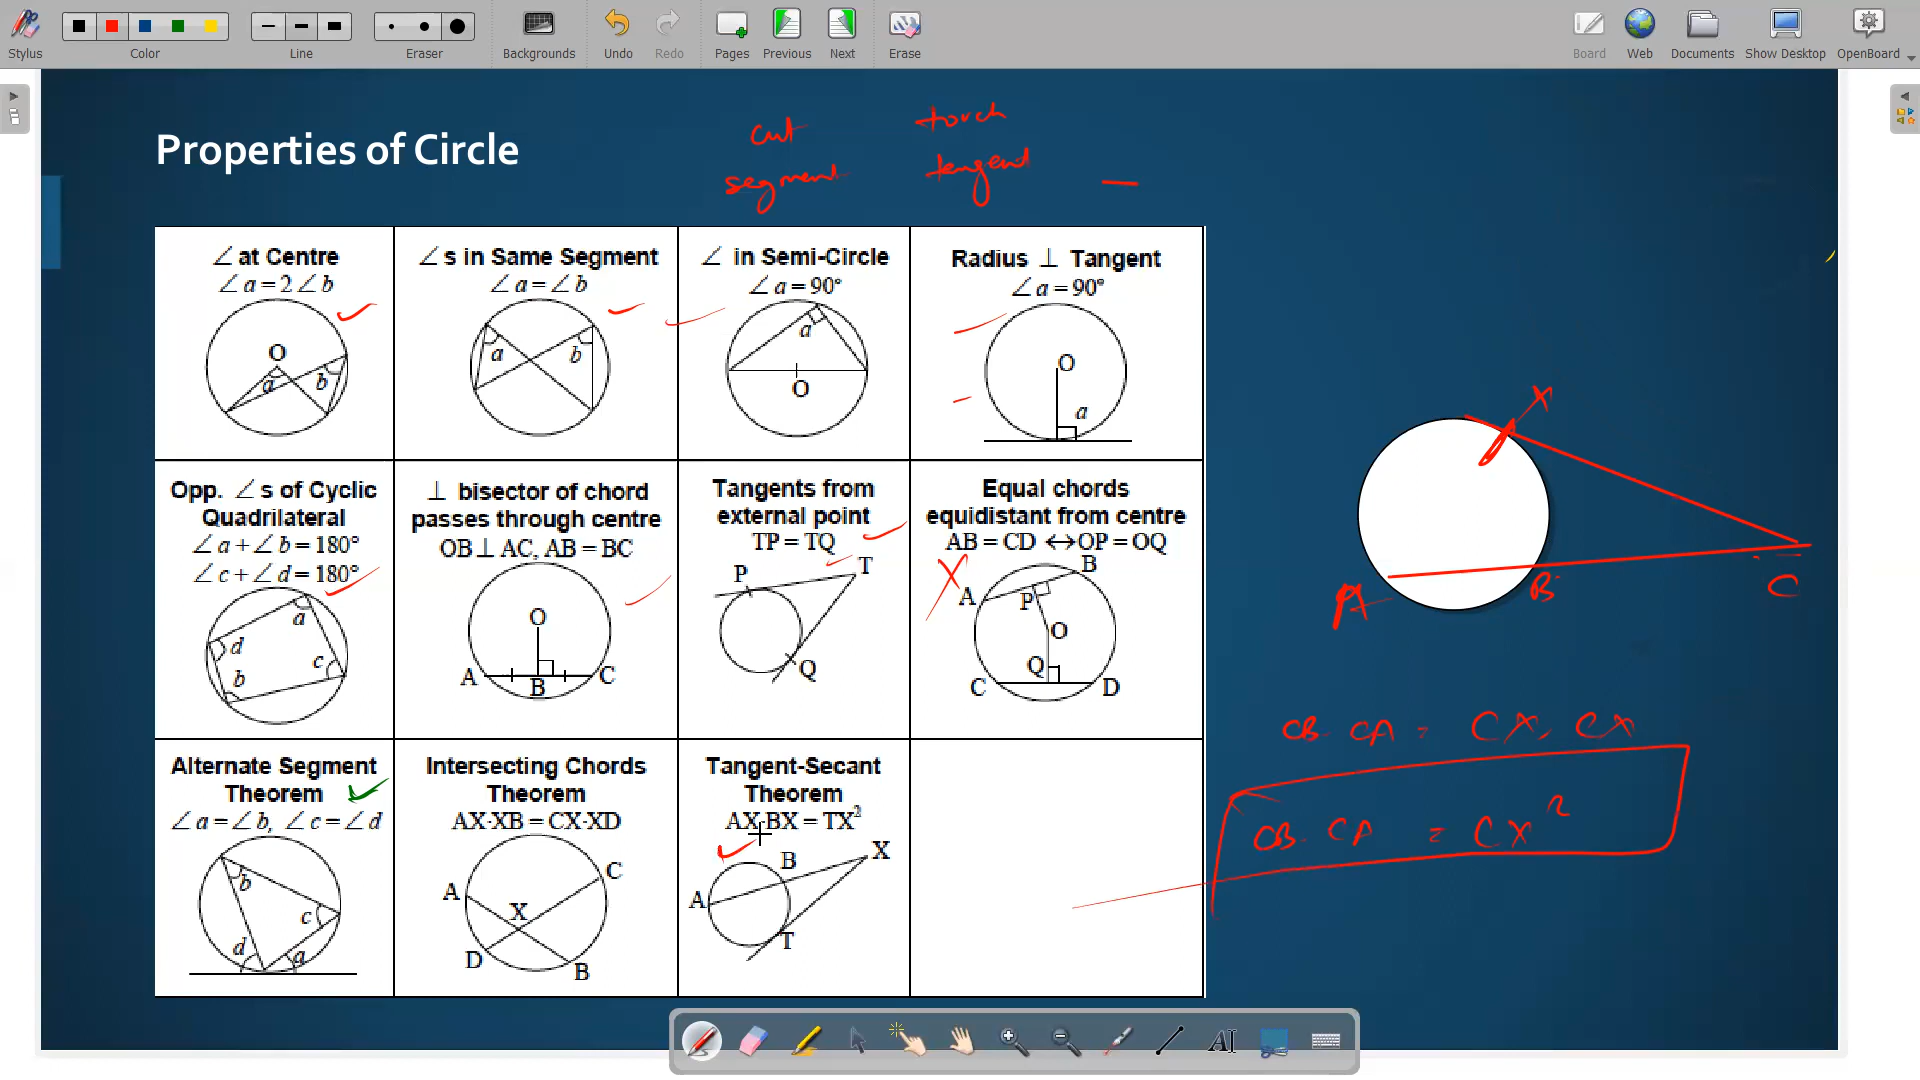 Stylus
Color
Line
Eraser
Backgrounds
Undo
Redo
Pages
Previous
Next
Erase
Board
Web
Documents
Show Desktop
OpenBoard
Properties of Circle
cut
segment
touch
tangend
∠ at Centre
∠a = 2∠b
O
a
b
∠s in Same Segment
∠a = ∠b
a
b
∠ in Semi-Circle
∠a = 90°
a
O
Radius ⊥ Tangent
∠a = 90°
O
a
Opp. ∠s of Cyclic
Quadrilateral
∠a + ∠b = 180°
∠c + ∠d = 180°
a
d
c
b
⊥ bisector of chord
passes through centre
OB ⊥ AC, AB = BC
O
A
B
C
Tangents from
external point
TP = TQ
P
T
Q
Equal chords
equidistant from centre
AB = CD ↔ OP = OQ
B
A
P
O
Q
C
D
Alternate Segment
Theorem
∠a = ∠b, ∠c = ∠d
b
c
d
a
Intersecting Chords
Theorem
AX·XB = CX·XD
C
A
X
D
B
Tangent-Secant
Theorem
AX·BX = TX²
B
X
A
T
X
A
B
C
CB. CA = CX. CX
CB. CA = CX²